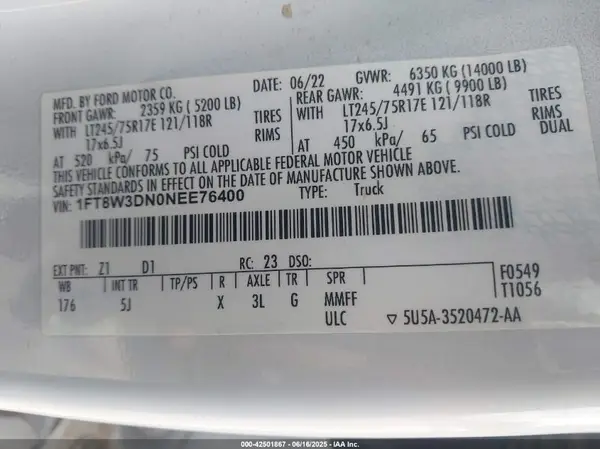 MFD. BY FORD MOTOR CO. DATE: 06/22 GVWR: 6350 KG (14000 LB)
FRONT GAWR: 2359 KG ( 5200 LB) REAR GAWR: 4491 KG ( 9900 LB)
WITH LT245/75R17E 121/118R TIRES WITH LT245/75R17E 121/118R TIRES
17x6.5J RIMS 17x6.5J RIMS
AT 520 kPa/ 75 PSI COLD AT 450 kPa/ 65 PSI COLD DUAL
THIS VEHICLE CONFORMS TO ALL APPLICABLE FEDERAL MOTOR VEHICLE
SAFETY STANDARDS IN EFFECT ON THE DATE OF MANUFACTURE SHOWN ABOVE.
VIN: 1FT8W3DN0NEE76400 TYPE: Truck
EXT PNT: Z1 D1 RC: 23 DSO: F0549
WB INT TR TP/PS R AXLE TR SPR T1056
176 5J X 3L G MMFF
ULC ▽ 5U5A-3520472-AA
000-42501867 - 06/16/2025 - IAA Inc.